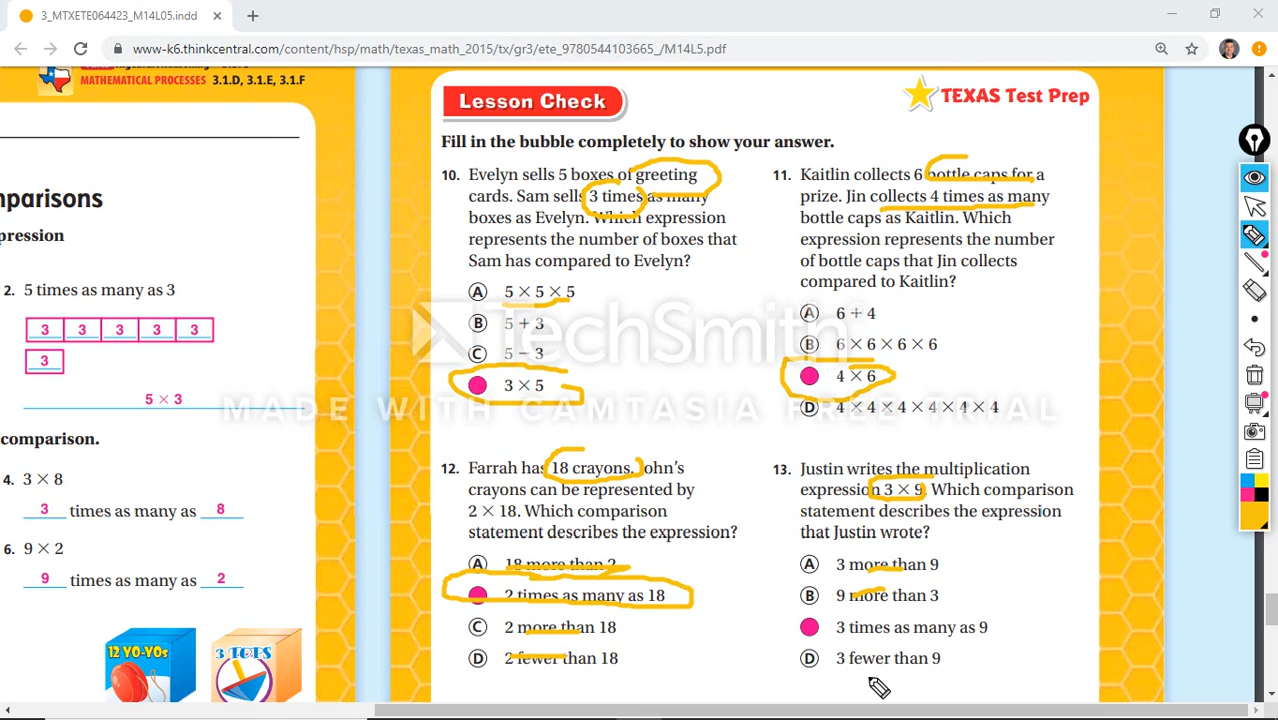 3_MTXETE064423_M14L05.indd
www-k6.thinkcentral.com/content/hsp/math/texas_math_2015/tx/gr3/ete_9780544103665_/M14L5.pdf
MATHEMATICAL PROCESSES 3.1.D, 3.1.E, 3.1.F
mparisons
pression
2. 5 times as many as 3
3 3 3 3 3
3
5 × 3
comparison.
4. 3 × 8
3 times as many as 8
6. 9 × 2
9 times as many as 2
12 YO-YOs
3 TOPS
Lesson Check
TEXAS Test Prep
Fill in the bubble completely to show your answer.
10. Evelyn sells 5 boxes of greeting
cards. Sam sells 3 times as many
boxes as Evelyn. Which expression
represents the number of boxes that
Sam has compared to Evelyn?
A 5 × 5 × 5
B 5 + 3
C 5 − 3
3 × 5
11. Kaitlin collects 6 bottle caps for a
prize. Jin collects 4 times as many
bottle caps as Kaitlin. Which
expression represents the number
of bottle caps that Jin collects
compared to Kaitlin?
A 6 + 4
B 6 × 6 × 6 × 6
4 × 6
D 4 × 4 × 4 × 4 × 4 × 4
TechSmith
MADE WITH CAMTASIA FREE TRIAL
12. Farrah has 18 crayons. John's
crayons can be represented by
2 × 18. Which comparison
statement describes the expression?
A 18 more than 2
2 times as many as 18
C 2 more than 18
D 2 fewer than 18
13. Justin writes the multiplication
expression 3 × 9. Which comparison
statement describes the expression
that Justin wrote?
A 3 more than 9
B 9 more than 3
3 times as many as 9
D 3 fewer than 9